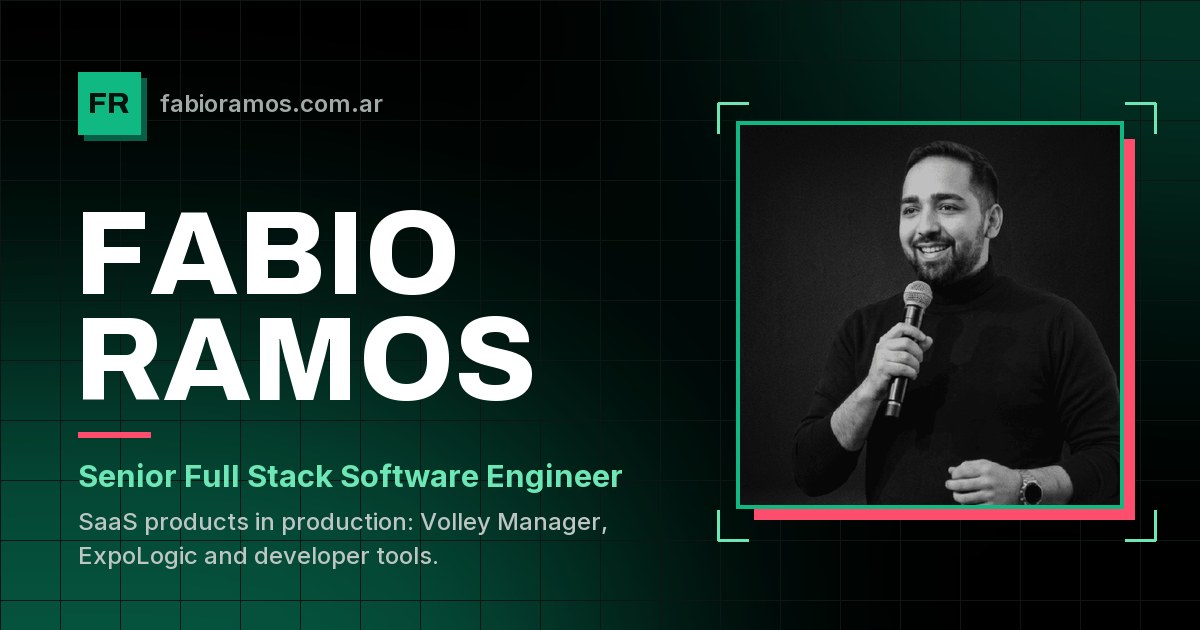 FR
fabioramos.com.ar
FABIO
RAMOS
Senior Full Stack Software Engineer
SaaS products in production: Volley Manager,
ExpoLogic and developer tools.